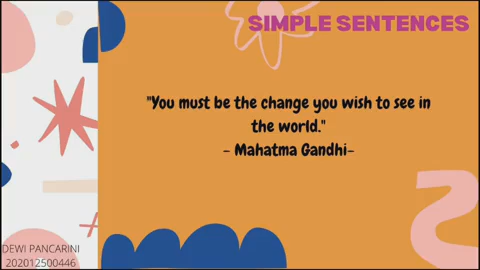 SIMPLE SENTENCES
"You must be the change you wish to see in
the world."
- Mahatma Gandhi-
DEWI PANCARINI
202012500446